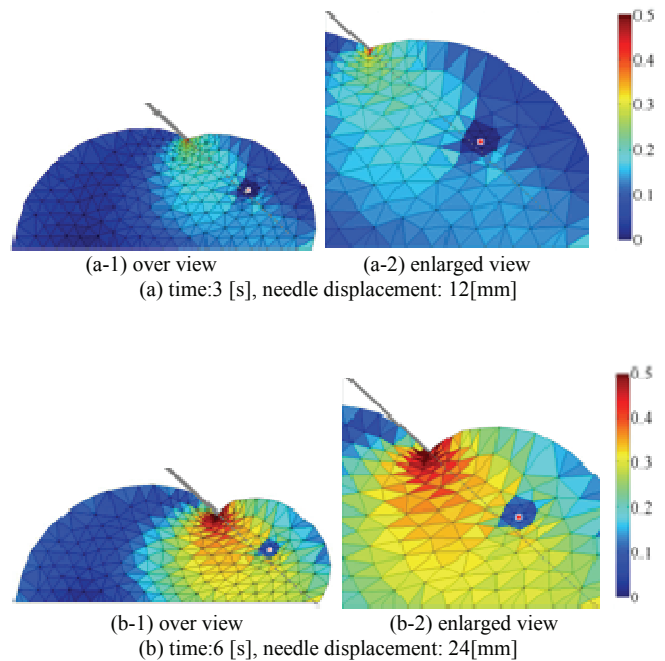 0.5
0.4
0.3
0.2
0.1
0
(a-1) over view
(a-2) enlarged view
(a) time:3 [s], needle displacement: 12[mm]
0.5
0.4
0.3
0.2
0.1
0
(b-1) over view
(b-2) enlarged view
(b) time:6 [s], needle displacement: 24[mm]